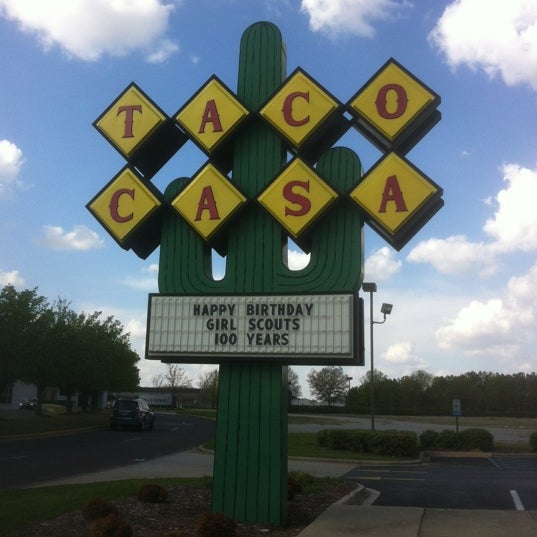 TACO
CASA
HAPPY BIRTHDAY
GIRL SCOUTS
100 YEARS